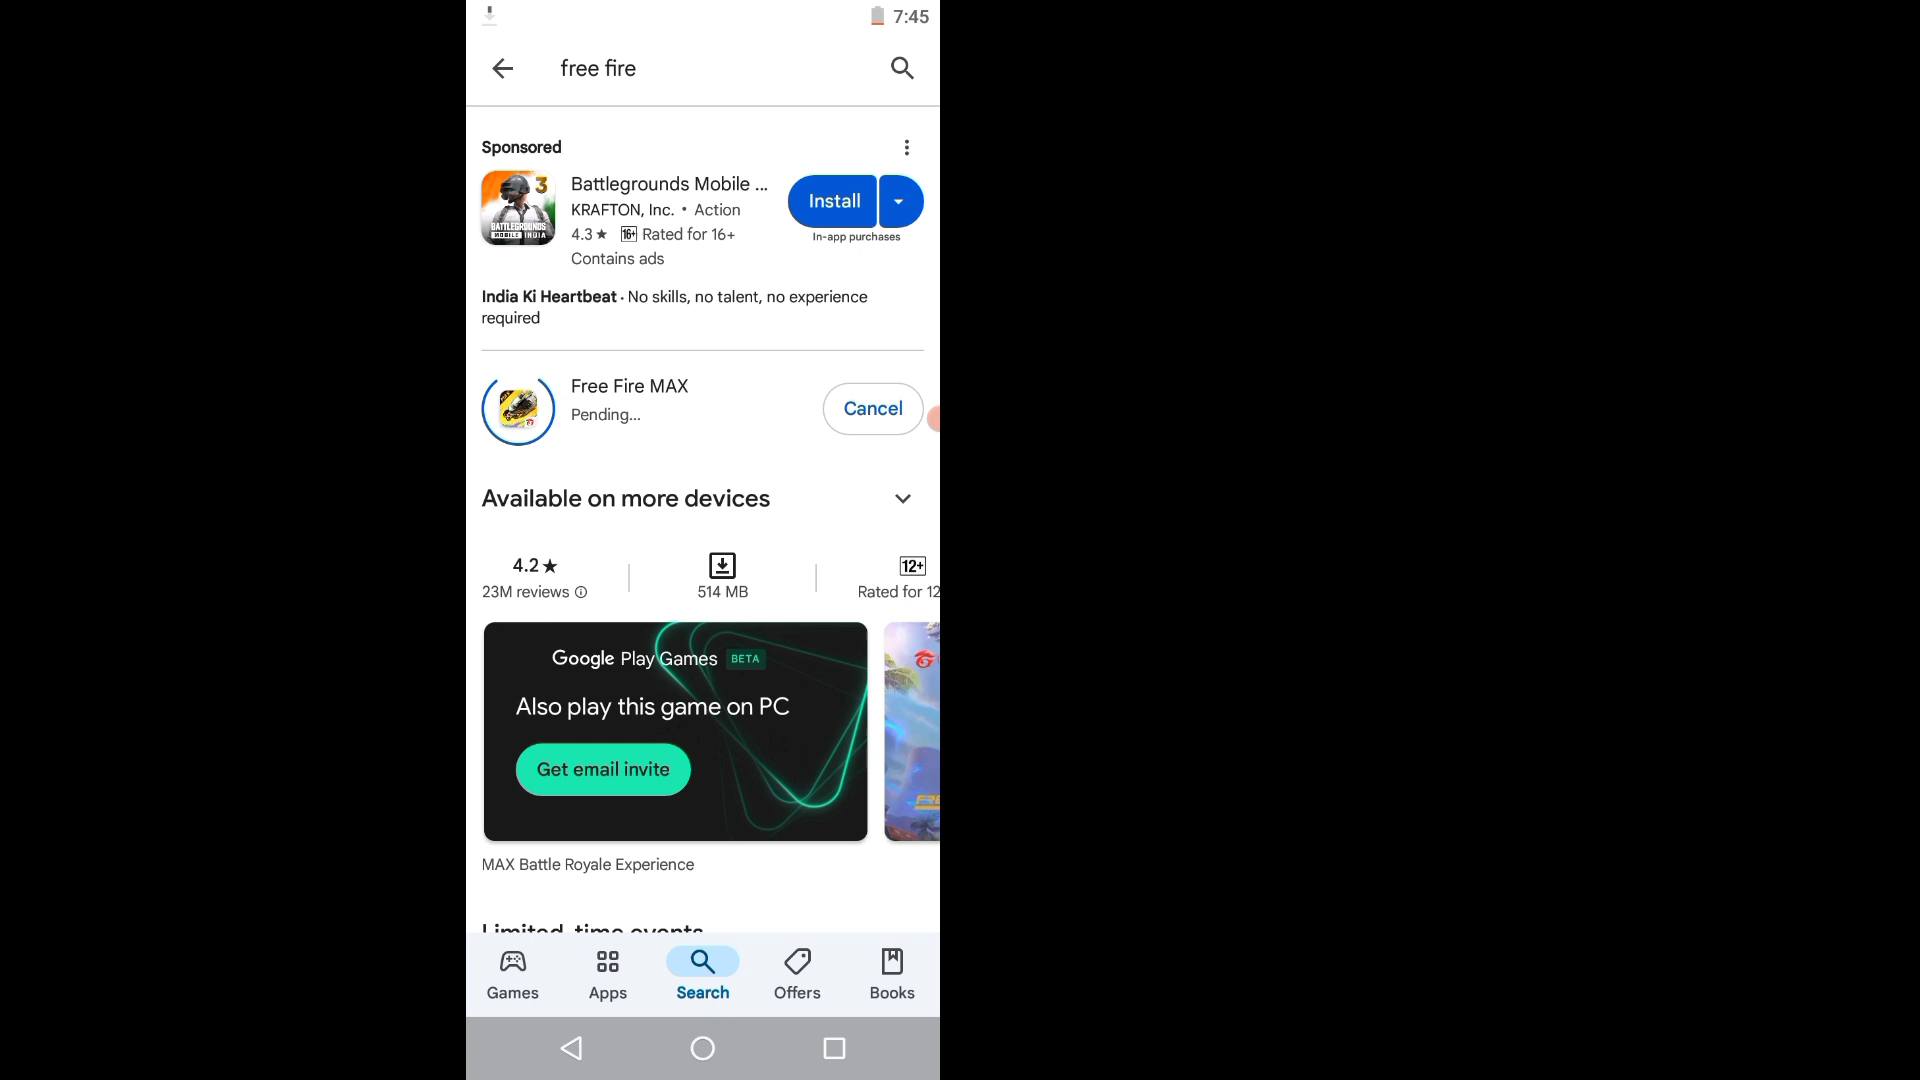 7:45
free fire
Sponsored
Battlegrounds Mobile ...
KRAFTON, Inc. • Action
4.3★ 16+ Rated for 16+
Contains ads
Install
In-app purchases
3
BATTLEGROUNDS
MOBILE INDIA
India Ki Heartbeat · No skills, no talent, no experience
required
Free Fire MAX
Pending...
Cancel
Available on more devices
4.2★
23M reviews
514 MB
12+
Rated for 12
Google Play Games BETA
Also play this game on PC
Get email invite
MAX Battle Royale Experience
Limited-time events
Games
Apps
Search
Offers
Books